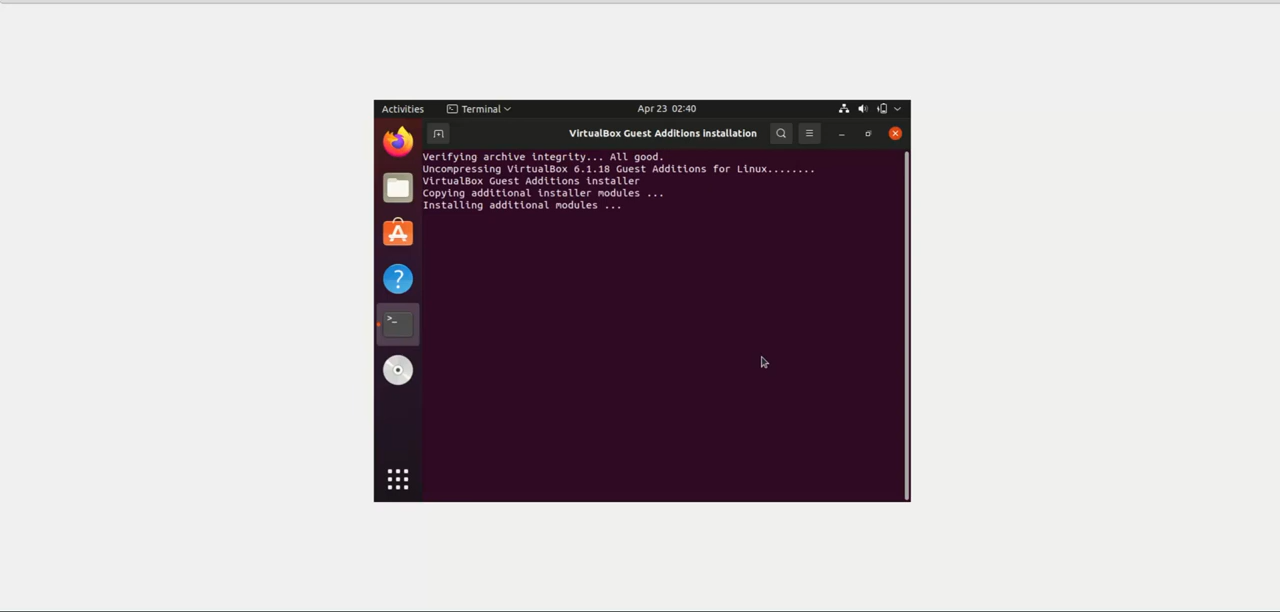 Activities Terminal Apr 23 02:40
VirtualBox Guest Additions installation
Verifying archive integrity... All good.
Uncompressing VirtualBox 6.1.18 Guest Additions for Linux........
VirtualBox Guest Additions installer
Copying additional installer modules ...
Installing additional modules ...